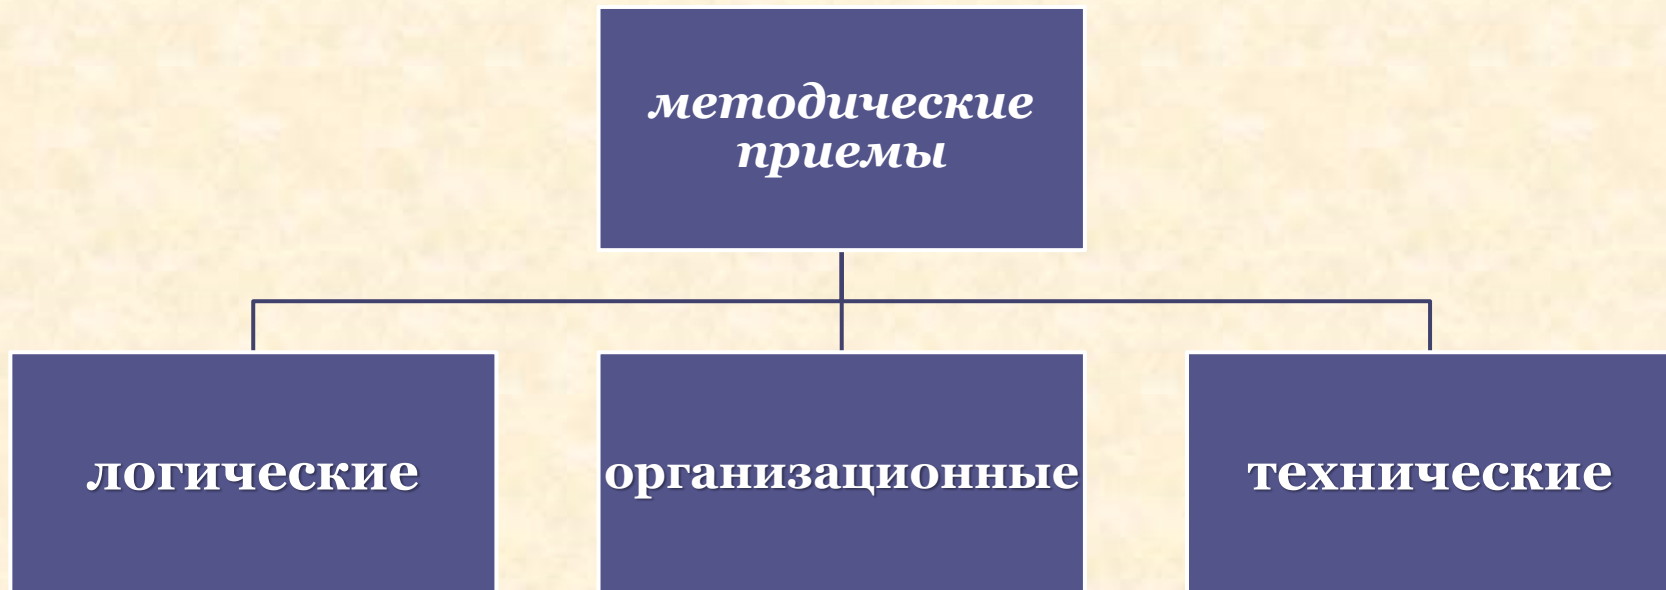 методические
приемы
логические
организационные
технические